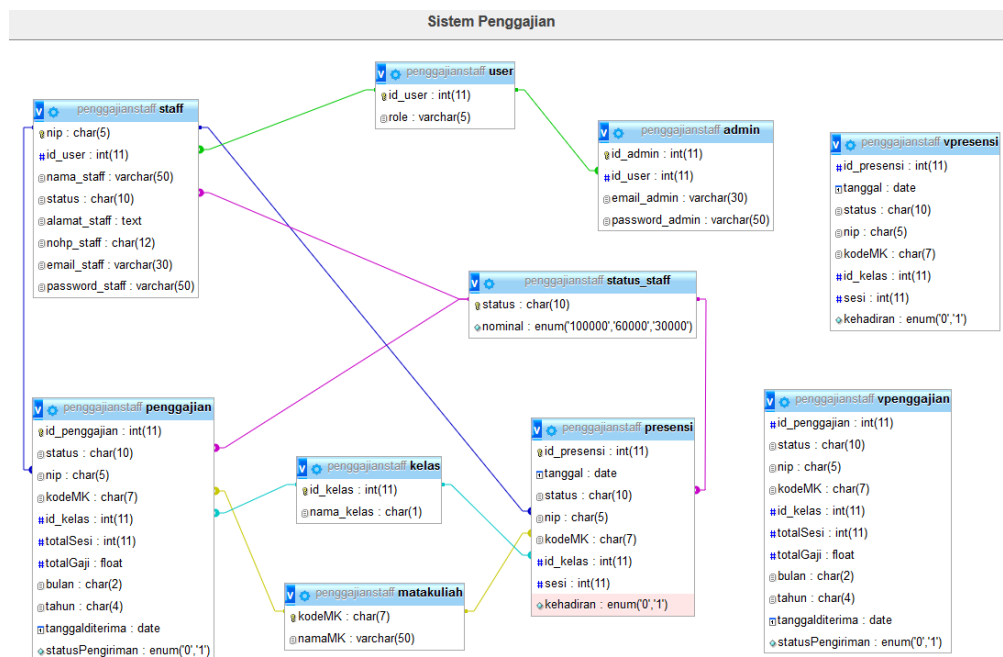 Sistem Penggajian
penggajianstaff user
id_user : int(11)
role : varchar(5)
penggajianstaff staff
nip : char(5)
id_user : int(11)
nama_staff : varchar(50)
status : char(10)
alamat_staff : text
nohp_staff : char(12)
email_staff : varchar(30)
password_staff : varchar(50)
penggajianstaff admin
id_admin : int(11)
id_user : int(11)
email_admin : varchar(30)
password_admin : varchar(50)
penggajianstaff vpresensi
id_presensi : int(11)
tanggal : date
status : char(10)
nip : char(5)
kodeMK : char(7)
id_kelas : int(11)
sesi : int(11)
kehadiran : enum('0','1')
penggajianstaff status_staff
status : char(10)
nominal : enum('100000','60000','30000')
penggajianstaff penggajian
id_penggajian : int(11)
status : char(10)
nip : char(5)
kodeMK : char(7)
id_kelas : int(11)
totalSesi : int(11)
totalGaji : float
bulan : char(2)
tahun : char(4)
tanggalditerima : date
statusPengiriman : enum('0','1')
penggajianstaff kelas
id_kelas : int(11)
nama_kelas : char(1)
penggajianstaff matakuliah
kodeMK : char(7)
namaMK : varchar(50)
penggajianstaff presensi
id_presensi : int(11)
tanggal : date
status : char(10)
nip : char(5)
kodeMK : char(7)
id_kelas : int(11)
sesi : int(11)
kehadiran : enum('0','1')
penggajianstaff vpenggajian
id_penggajian : int(11)
status : char(10)
nip : char(5)
kodeMK : char(7)
id_kelas : int(11)
totalSesi : int(11)
totalGaji : float
bulan : char(2)
tahun : char(4)
tanggalditerima : date
statusPengiriman : enum('0','1')